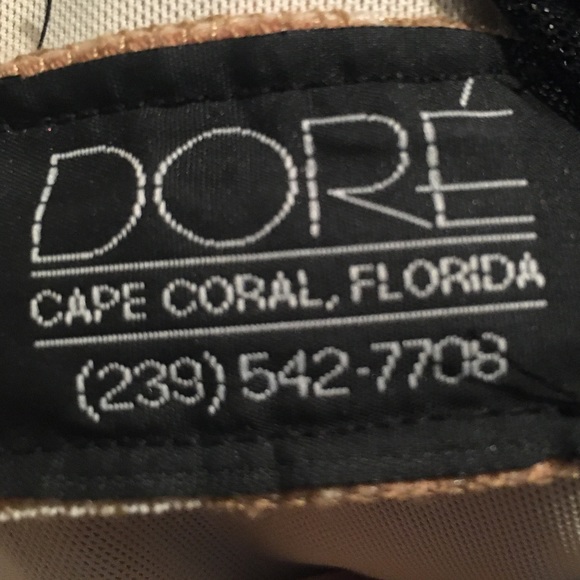 DORÉ
CAPE CORAL, FLORIDA
(239) 542-7708